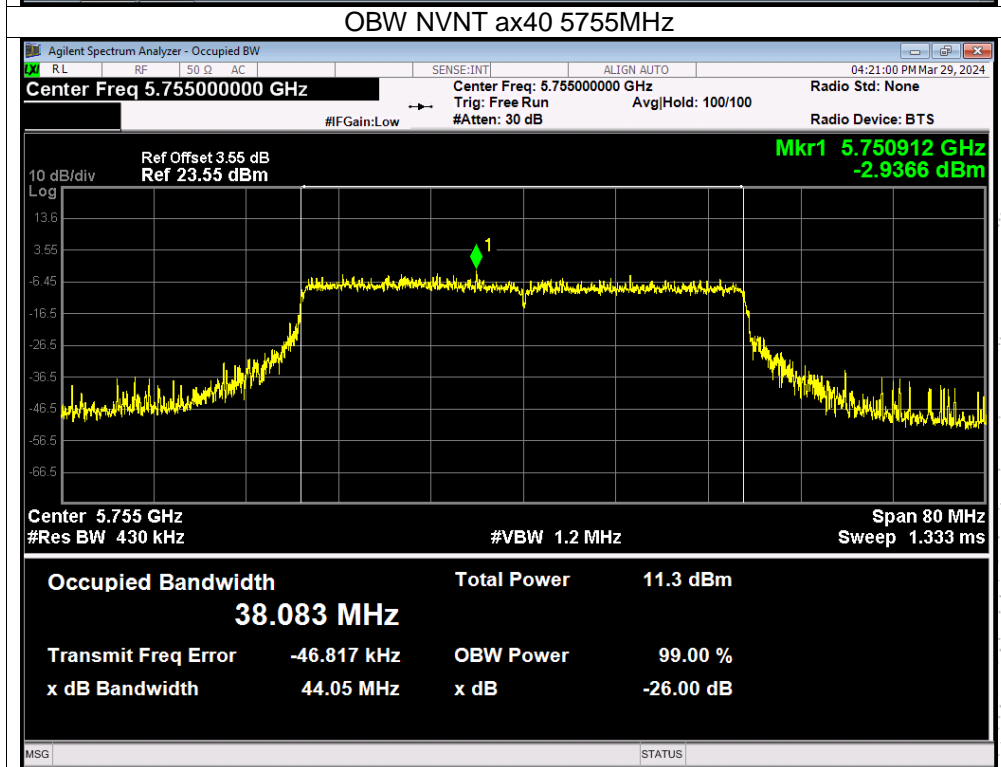 OBW NVNT ax40 5755MHz
Agilent Spectrum Analyzer - Occupied BW
LXI RL RF 50 Ω AC SENSE:INT ALIGN AUTO 04:21:00 PM Mar 29, 2024
Center Freq 5.755000000 GHz Center Freq: 5.755000000 GHz Radio Std: None
Trig: Free Run Avg|Hold: 100/100
#IFGain:Low #Atten: 30 dB Radio Device: BTS
Ref Offset 3.55 dB Mkr1 5.750912 GHz
10 dB/div Ref 23.55 dBm -2.9366 dBm
Log
13.6
3.55
1
-6.45
-16.5
-26.5
-36.5
-46.5
-56.5
-66.5
Center 5.755 GHz Span 80 MHz
#Res BW 430 kHz #VBW 1.2 MHz Sweep 1.333 ms
Occupied Bandwidth Total Power 11.3 dBm
38.083 MHz
Transmit Freq Error -46.817 kHz OBW Power 99.00 %
x dB Bandwidth 44.05 MHz x dB -26.00 dB
MSG STATUS